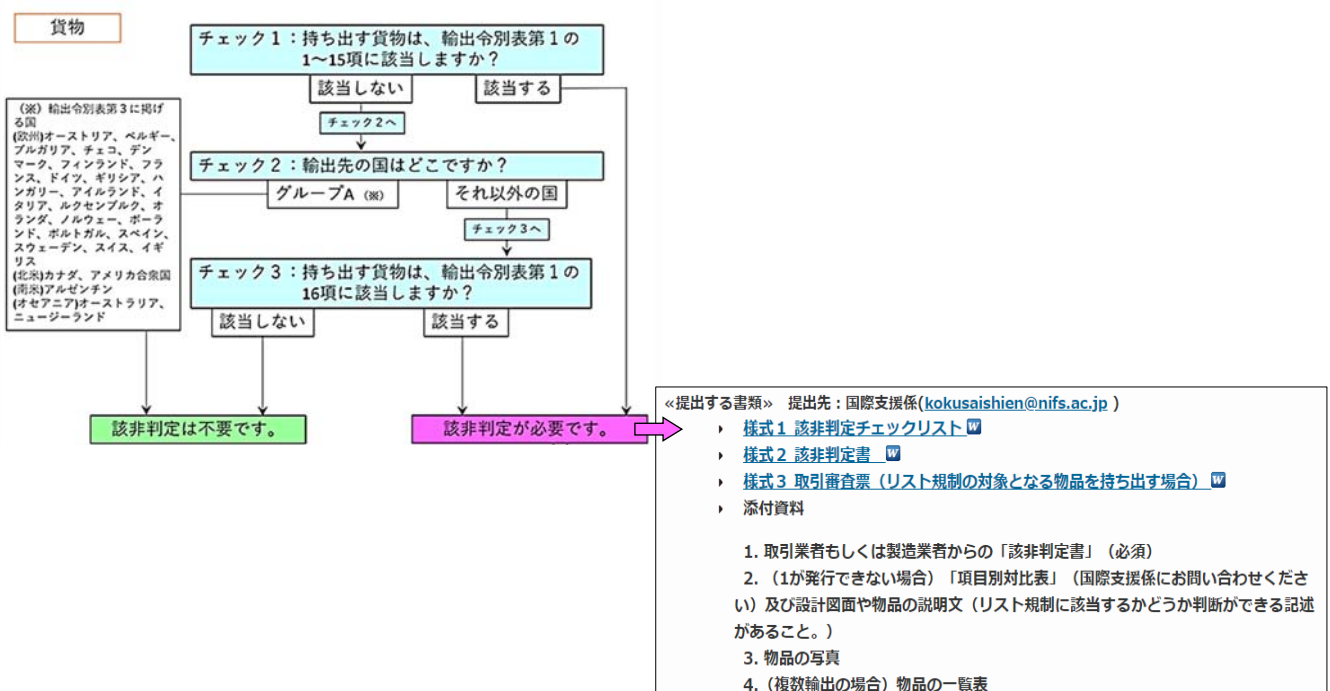 貨物
チェック１：持ち出す貨物は、輸出令別表第１の
1～15項に該当しますか？
該当しない
該当する
チェック２へ
（※）輸出令別表第３に掲げ
る国
(欧州)オーストリア、ベルギー、
ブルガリア、チェコ、デン
マーク、フィンランド、フラ
ンス、ドイツ、ギリシア、ハ
ンガリー、アイルランド、イ
タリア、ルクセンブルク、オ
ランダ、ノルウェー、ポーラ
ンド、ポルトガル、スペイン、
スウェーデン、スイス、イギ
リス
(北米)カナダ、アメリカ合衆国
(南米)アルゼンチン
(オセアニア)オーストラリア、
ニュージーランド
チェック２：輸出先の国はどこですか？
グループA（※）
それ以外の国
チェック３へ
チェック３：持ち出す貨物は、輸出令別表第１の
16項に該当しますか？
該当しない
該当する
該非判定は不要です。
該非判定が必要です。
≪提出する書類≫　提出先：国際支援係(kokusaishien@nifs.ac.jp )
様式１ 該非判定チェックリスト
様式２ 該非判定書
様式３ 取引審査票（リスト規制の対象となる物品を持ち出す場合）
添付資料
1. 取引業者もしくは製造業者からの「該非判定書」（必須）
2. （1が発行できない場合）「項目別対比表」（国際支援係にお問い合わせくださ
い）及び設計図面や物品の説明文（リスト規制に該当するかどうか判断ができる記述
があること。）
3. 物品の写真
4.（複数輸出の場合）物品の一覧表